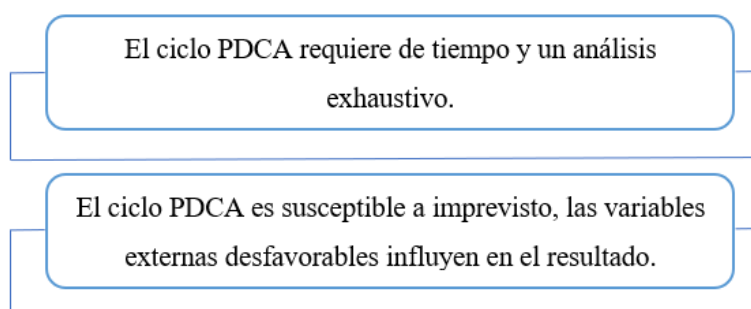 El ciclo PDCA requiere de tiempo y un análisis
exhaustivo.
El ciclo PDCA es susceptible a imprevisto, las variables
externas desfavorables influyen en el resultado.